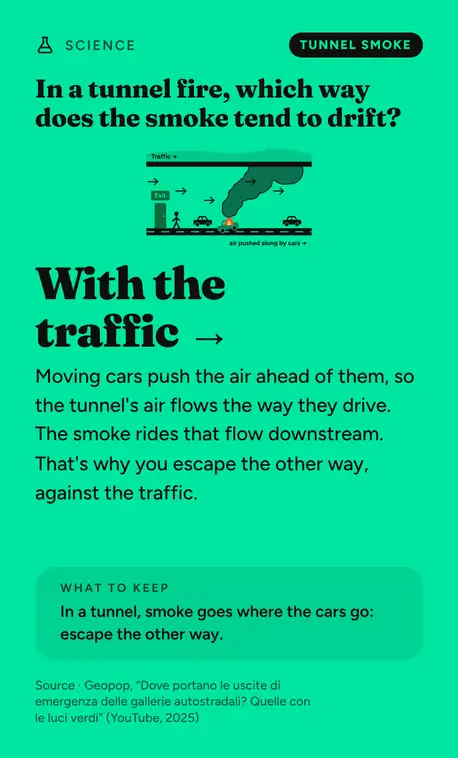 SCIENCE
TUNNEL SMOKE
In a tunnel fire, which way
does the smoke tend to drift?
Traffic →
Exit
air pushed along by cars →
With the
traffic →
Moving cars push the air ahead of them, so
the tunnel's air flows the way they drive.
The smoke rides that flow downstream.
That's why you escape the other way,
against the traffic.
WHAT TO KEEP
In a tunnel, smoke goes where the cars go:
escape the other way.
Source · Geopop, "Dove portano le uscite di
emergenza delle gallerie autostradali? Quelle con
le luci verdi" (YouTube, 2025)